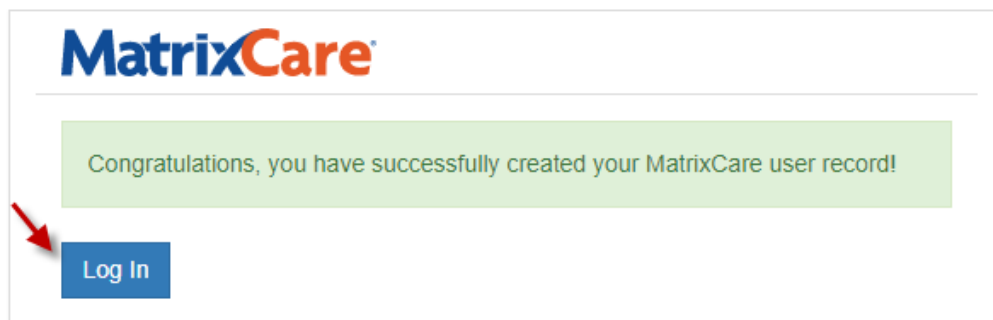 MatrixCare
Congratulations, you have successfully created your MatrixCare user record!
Log In